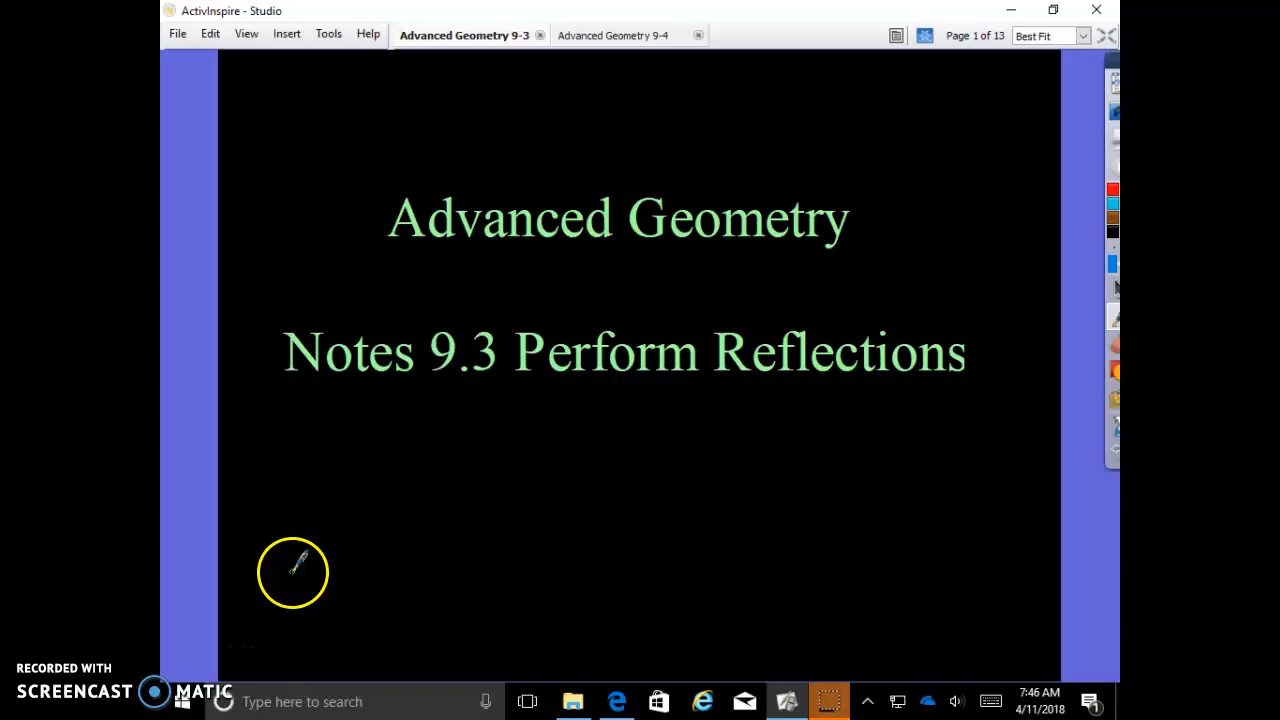 ActivInspire - Studio
File Edit View Insert Tools Help
Advanced Geometry 9-3
Advanced Geometry 9-4
Page 1 of 13
Best Fit
Advanced Geometry
Notes 9.3 Perform Reflections
RECORDED WITH
SCREENCAST MATIC
Type here to search
7:46 AM
4/11/2018
1